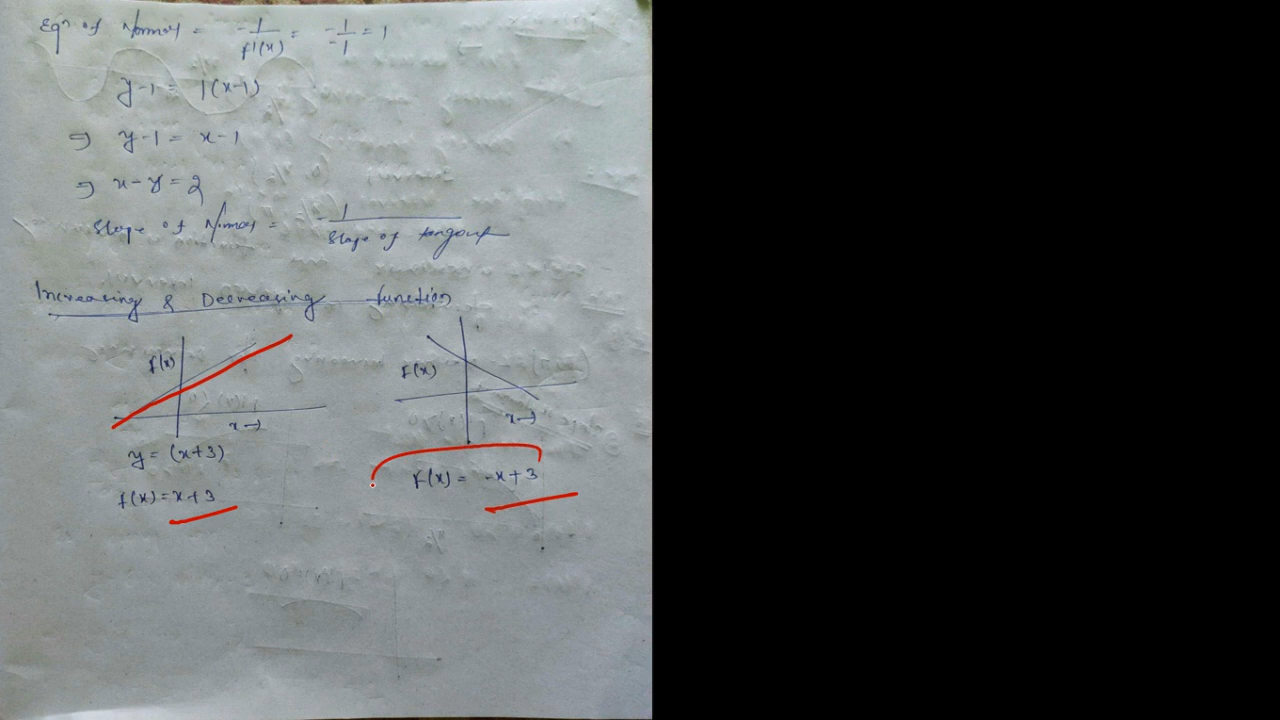 Eqn of Normal = -1/f'(x) = -1/-1 = 1
y-1 = 1(x-1)
⇒ y-1 = x-1
⇒ x-y = 2
Slope of Normal = -1/Slope of tangent
Increasing & Decreasing function
f(x)
x→
y = (x+3)
f(x) = x+3
f(x)
x→
f(x) = -x+3